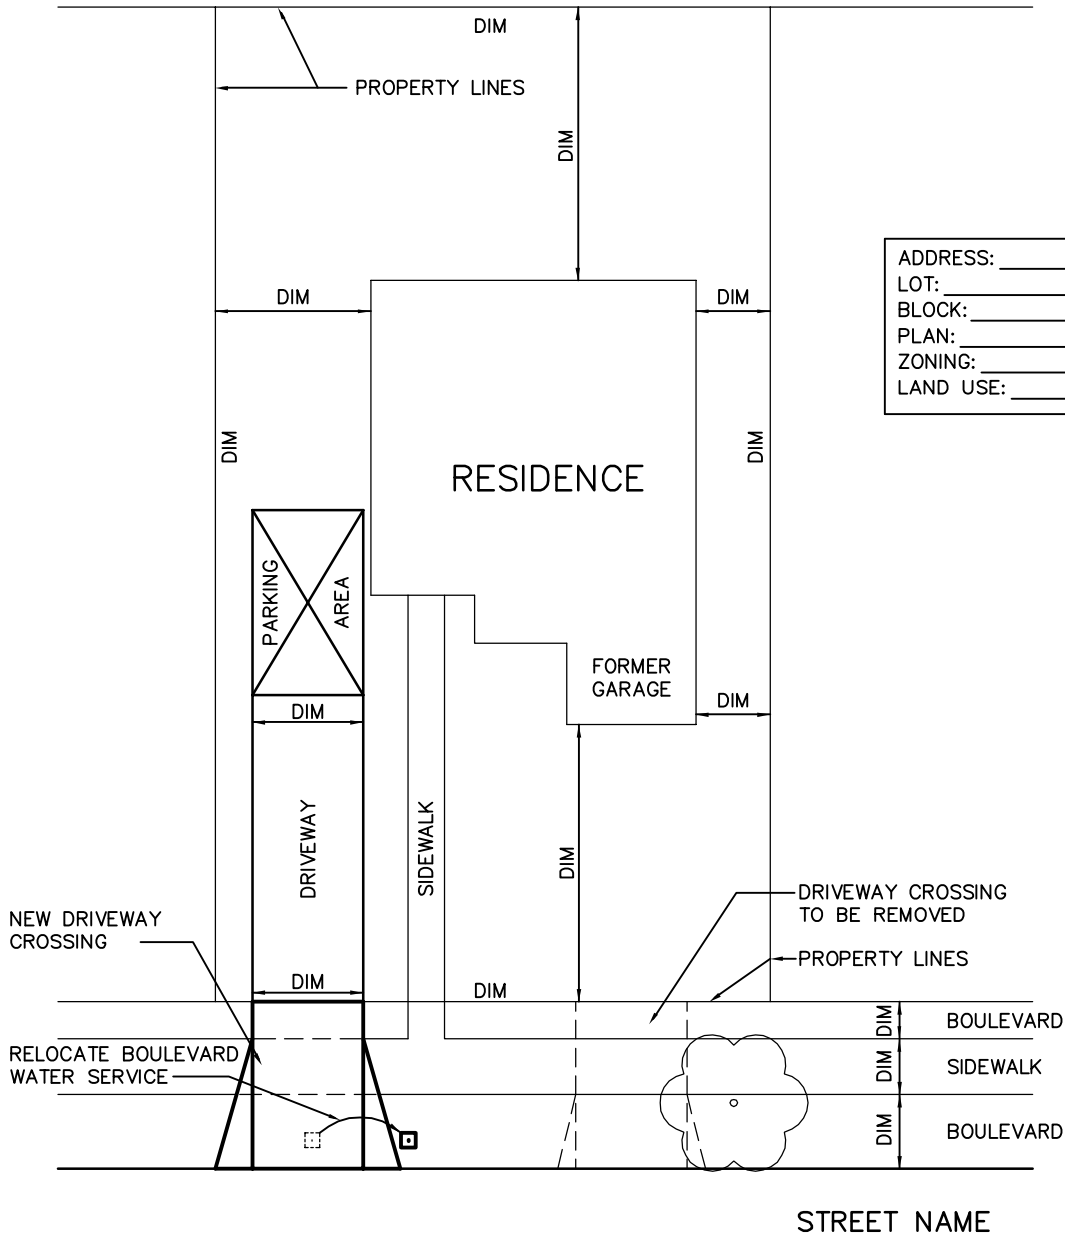 DIM
PROPERTY LINES
DIM
ADDRESS:
LOT:
BLOCK:
PLAN:
ZONING:
LAND USE:
DIM
DIM
DIM
DIM
RESIDENCE
PARKING
AREA
FORMER
GARAGE
DIM
DIM
DRIVEWAY
SIDEWALK
DIM
DRIVEWAY CROSSING
TO BE REMOVED
NEW DRIVEWAY
CROSSING
PROPERTY LINES
DIM
DIM
DIM
BOULEVARD
RELOCATE BOULEVARD
WATER SERVICE
DIM
SIDEWALK
DIM
BOULEVARD
STREET NAME